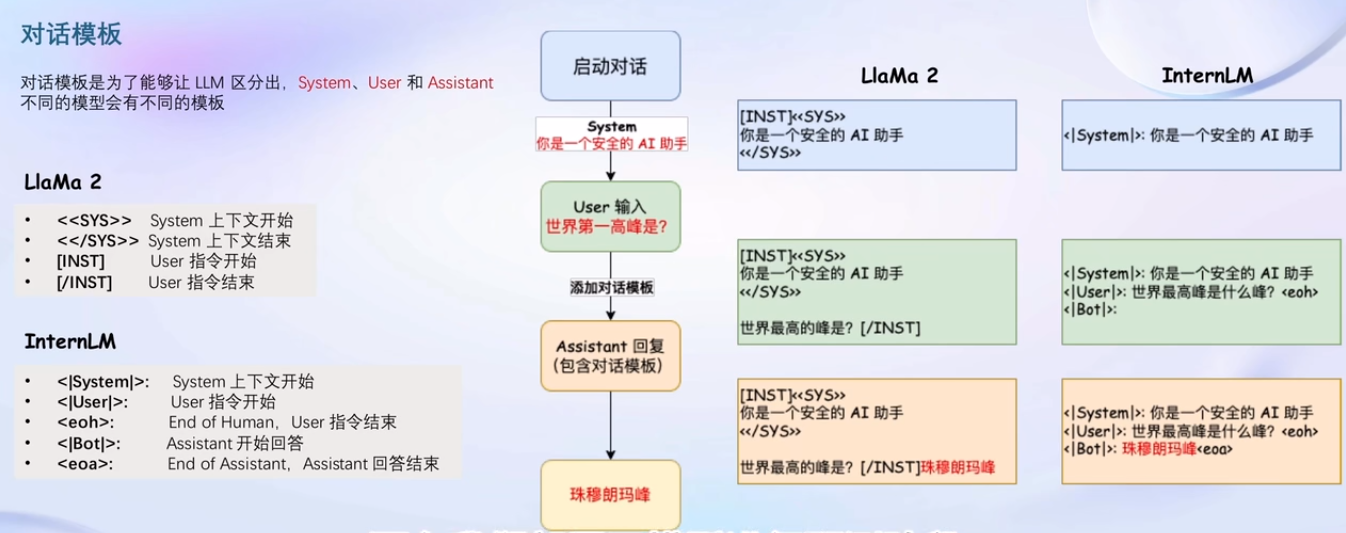 对话模板
对话模板是为了能够让 LLM 区分出，System、User 和 Assistant
不同的模型会有不同的模板
LlaMa 2
• <<SYS>> System 上下文开始
• <</SYS>> System 上下文结束
• [INST] User 指令开始
• [/INST] User 指令结束
InternLM
• <|System|>: System 上下文开始
• <|User|>: User 指令开始
• <eoh>: End of Human，User 指令结束
• <|Bot|>: Assistant 开始回答
• <eoa>: End of Assistant，Assistant 回答结束
启动对话
System
你是一个安全的 AI 助手
User 输入
世界第一高峰是？
添加对话模板
Assistant 回复
（包含对话模板）
珠穆朗玛峰
LlaMa 2
[INST]<<SYS>>
你是一个安全的 AI 助手
<</SYS>>
[INST]<<SYS>>
你是一个安全的 AI 助手
<</SYS>>
世界最高的峰是？[/INST]
[INST]<<SYS>>
你是一个安全的 AI 助手
<</SYS>>
世界最高的峰是？[/INST]珠穆朗玛峰
InternLM
<|System|>: 你是一个安全的 AI 助手
<|System|>: 你是一个安全的 AI 助手
<|User|>: 世界最高峰是什么峰？<eoh>
<|Bot|>:
<|System|>: 你是一个安全的 AI 助手
<|User|>: 世界最高峰是什么峰？<eoh>
<|Bot|>: 珠穆朗玛峰<eoa>